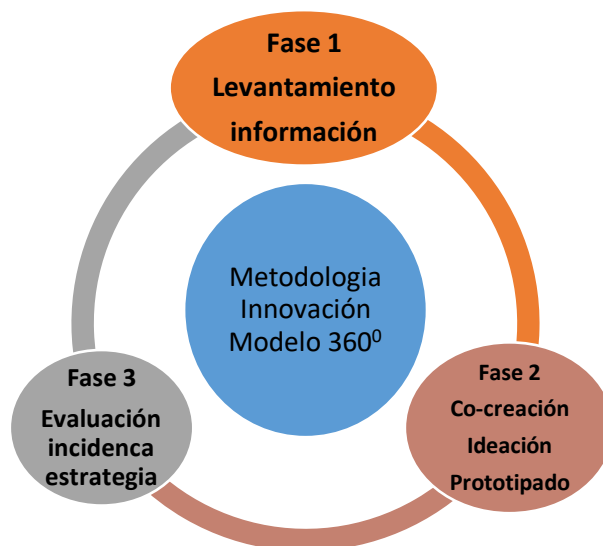 Fase 1
Levantamiento
información
Metodologia
Innovación
Modelo 360⁰
Fase 2
Co-creación
Ideación
Prototipado
Fase 3
Evaluación
incidenca
estrategia